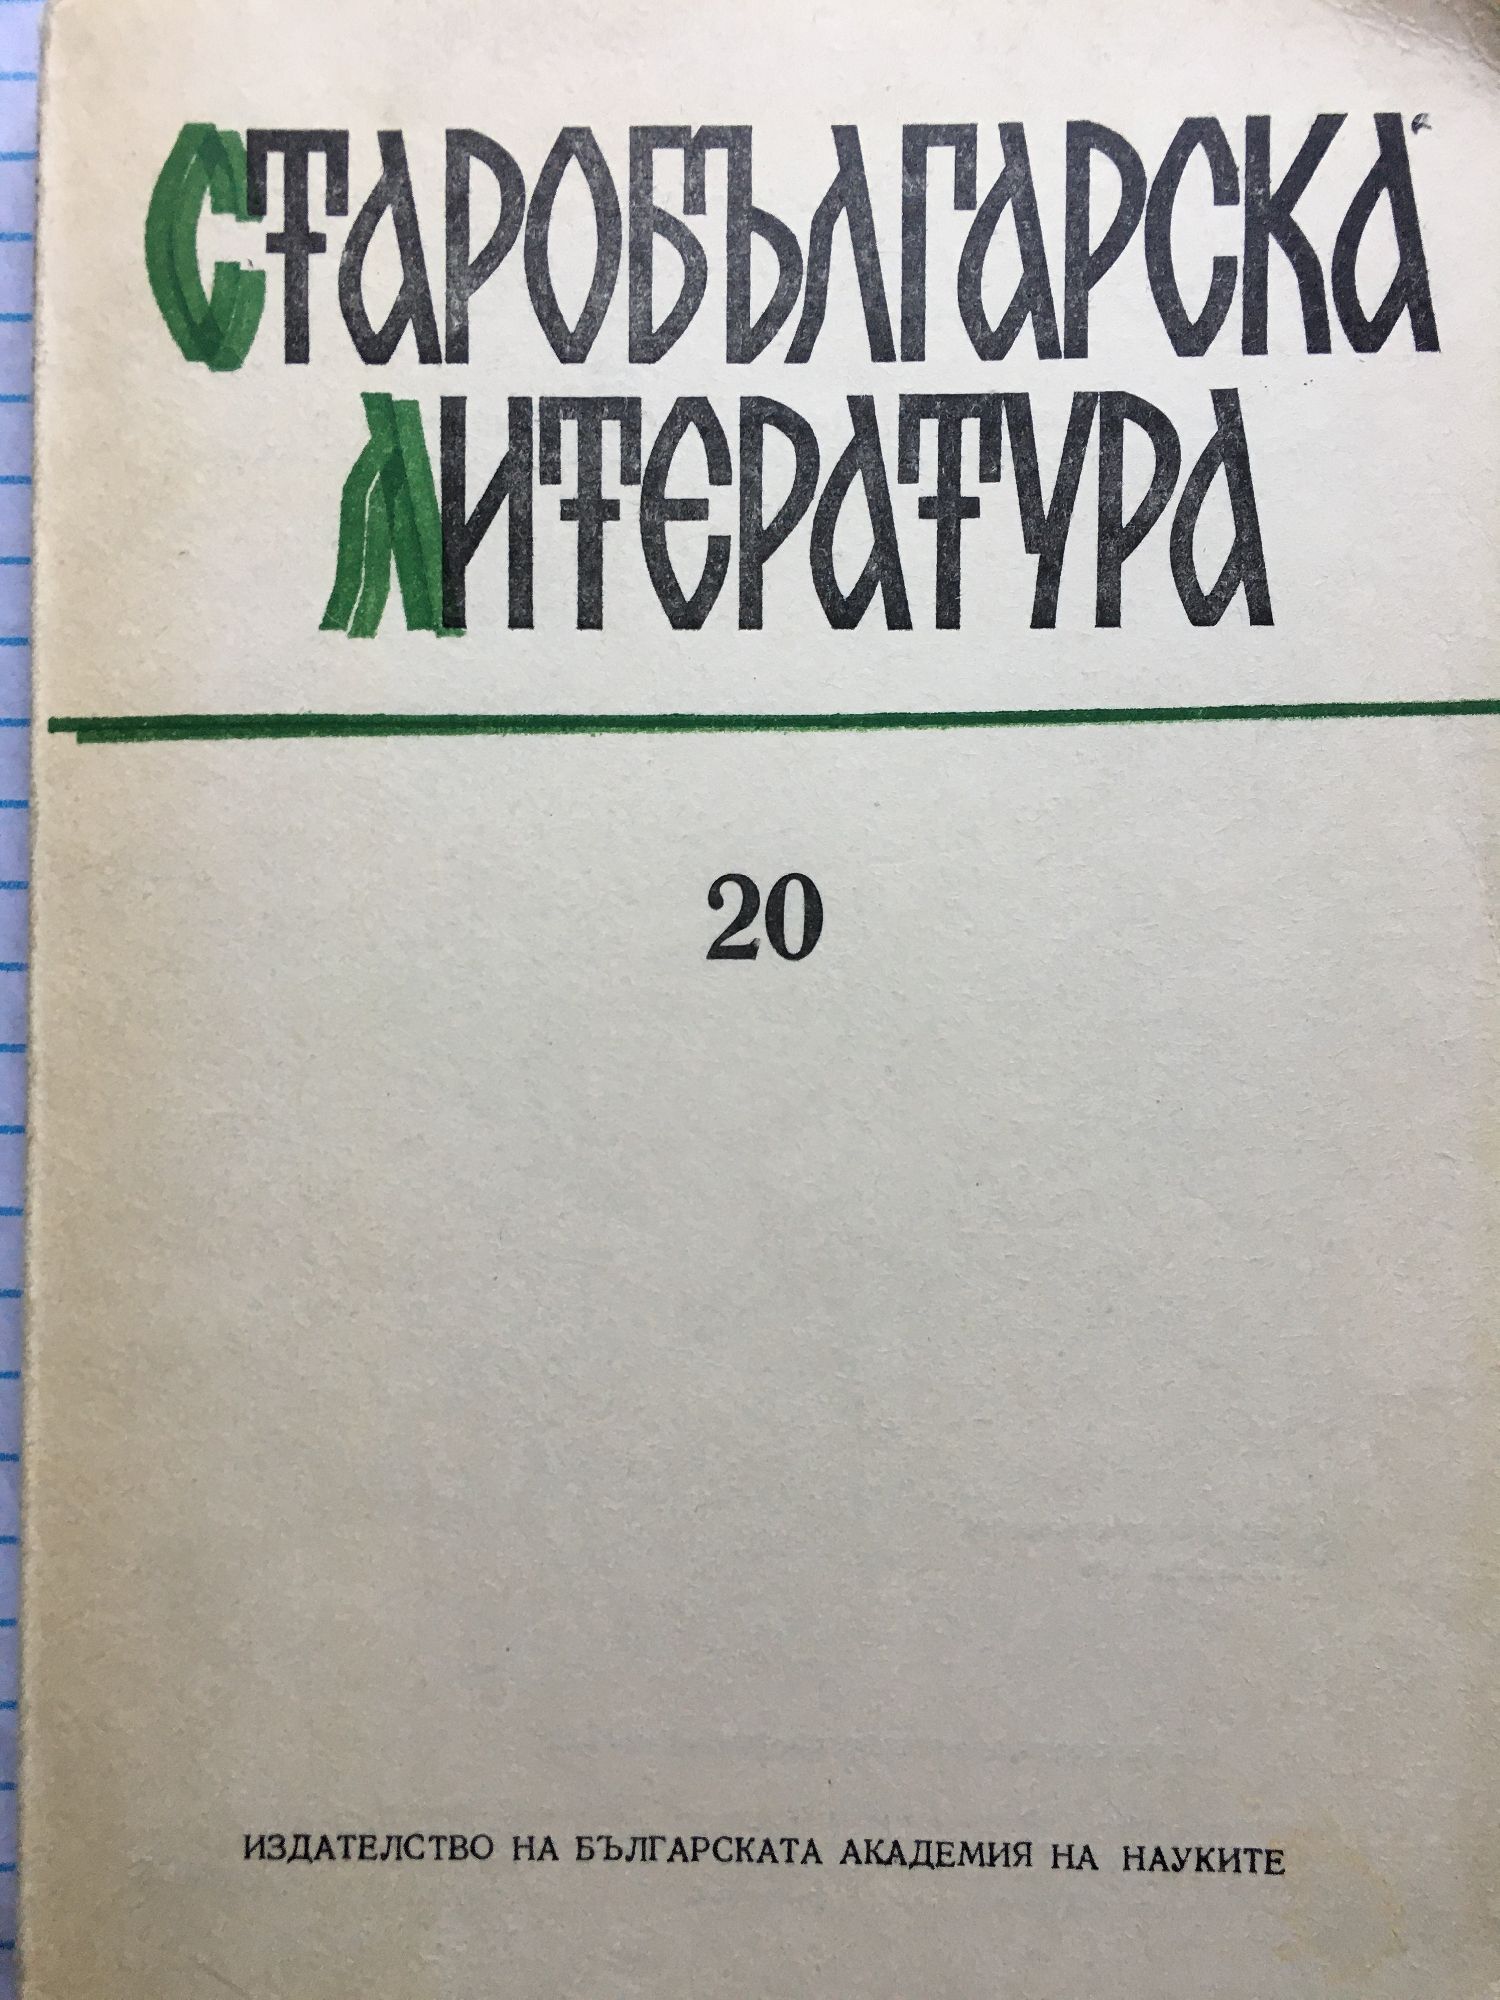 СТАРОБЪЛГАРСКА
ЛИТЕРАТУРА
20
ИЗДАТЕЛСТВО НА БЪЛГАРСКАТА АКАДЕМИЯ НА НАУКИТЕ